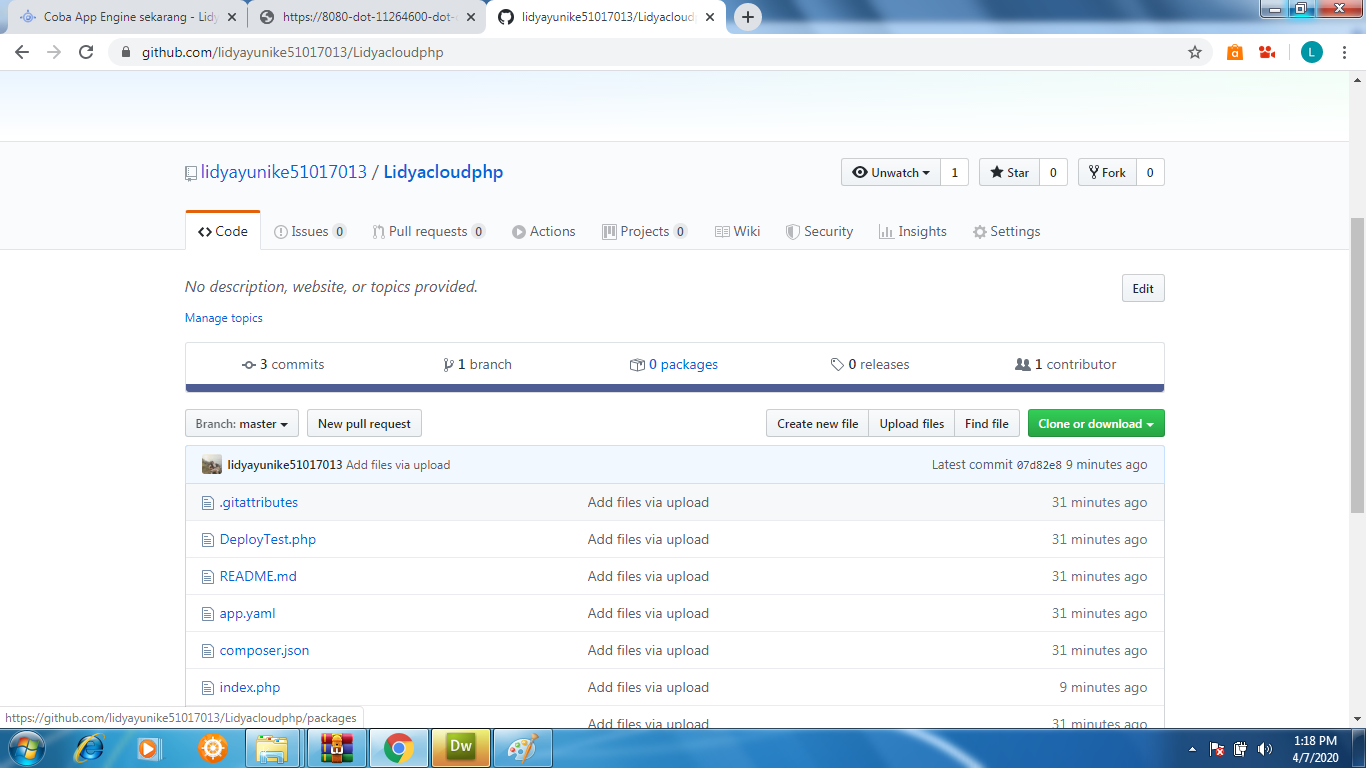 Coba App Engine sekarang - Lidy
https://8080-dot-11264600-dot-
lidyayunike51017013/Lidyacloudp
github.com/lidyayunike51017013/Lidyacloudphp
L
lidyayunike51017013 / Lidyacloudphp
Unwatch 1
Star 0
Fork 0
Code
Issues 0
Pull requests 0
Actions
Projects 0
Wiki
Security
Insights
Settings
No description, website, or topics provided.
Edit
Manage topics
3 commits
1 branch
0 packages
0 releases
1 contributor
Branch: master
New pull request
Create new file
Upload files
Find file
Clone or download
lidyayunike51017013 Add files via upload
Latest commit 07d82e8 9 minutes ago
.gitattributes
Add files via upload
31 minutes ago
DeployTest.php
Add files via upload
31 minutes ago
README.md
Add files via upload
31 minutes ago
app.yaml
Add files via upload
31 minutes ago
composer.json
Add files via upload
31 minutes ago
index.php
Add files via upload
9 minutes ago
Add files via upload
31 minutes ago
https://github.com/lidyayunike51017013/Lidyacloudphp/packages
Dw
1:18 PM
4/7/2020